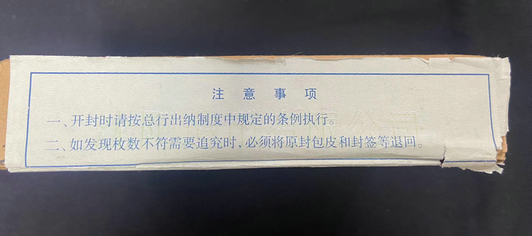 注意事项
一、开封时请按总行出纳制度中规定的条例执行。
二、如发现枚数不符需要追究时，必须将原封包皮和封签等退回。